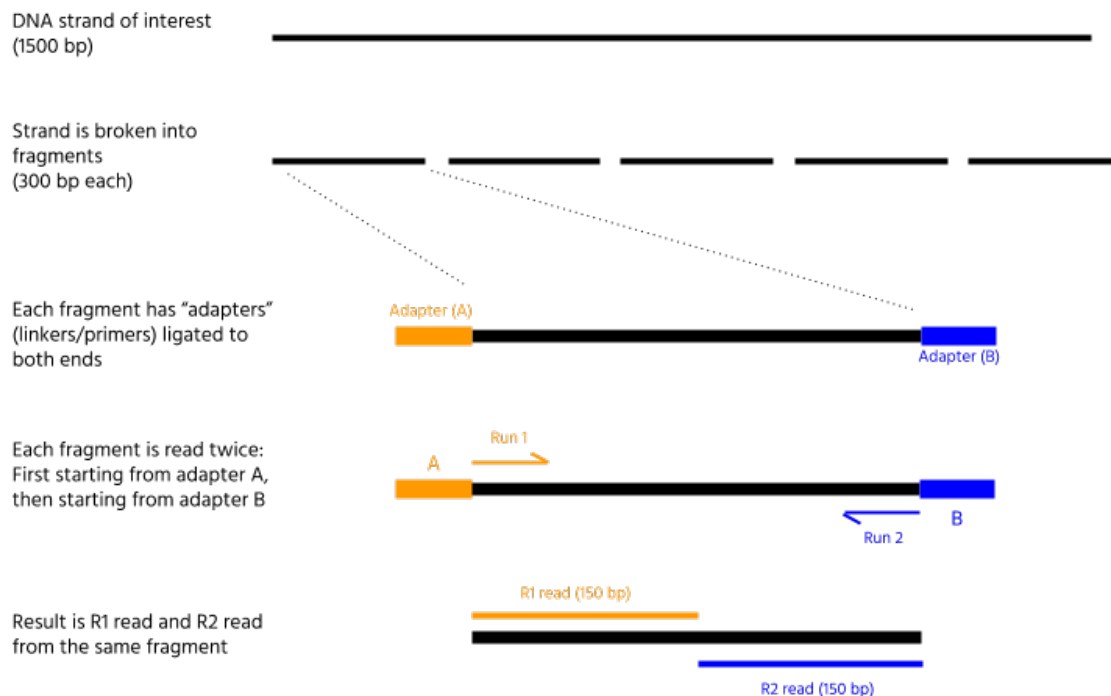 DNA strand of interest
(1500 bp)
Strand is broken into
fragments
(300 bp each)
Each fragment has “adapters”
(linkers/primers) ligated to
both ends
Adapter (A)
Adapter (B)
Each fragment is read twice:
First starting from adapter A,
then starting from adapter B
Run 1
A
B
Run 2
Result is R1 read and R2 read
from the same fragment
R1 read (150 bp)
R2 read (150 bp)